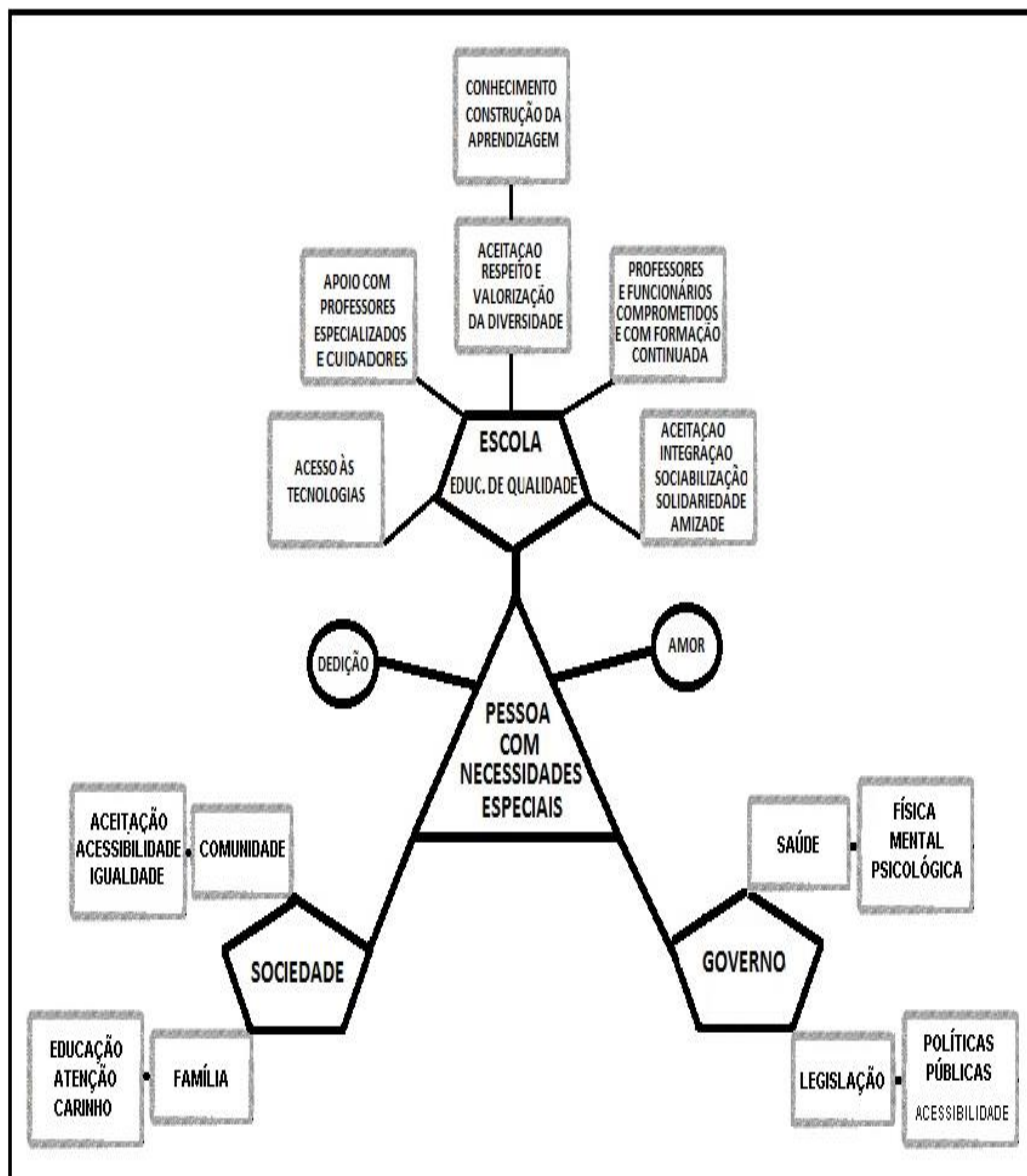 CONHECIMENTO
CONSTRUÇÃO DA
APRENDIZAGEM
ACEITAÇAO
RESPEITO E
VALORIZAÇÃO
DA DIVERSIDADE
APOIO COM
PROFESSORES
ESPECIALIZADOS
E CUIDADORES
PROFESSORES
E FUNCIONÁRIOS
COMPROMETIDOS
E COM FORMAÇÃO
CONTINUADA
ACESSO ÀS
TECNOLOGIAS
ESCOLA
EDUC. DE QUALIDADE
ACEITAÇAO
INTEGRAÇAO
SOCIABILIZAÇÃO
SOLIDARIEDADE
AMIZADE
DEDIÇÃO
AMOR
PESSOA
COM
NECESSIDADES
ESPECIAIS
ACEITAÇÃO
ACESSIBILIDADE
IGUALDADE
COMUNIDADE
SAÚDE
FÍSICA
MENTAL
PSICOLÓGICA
SOCIEDADE
GOVERNO
EDUCAÇÃO
ATENÇÃO
CARINHO
FAMÍLIA
LEGISLAÇÃO
POLÍTICAS
PÚBLICAS
ACESSIBILIDADE